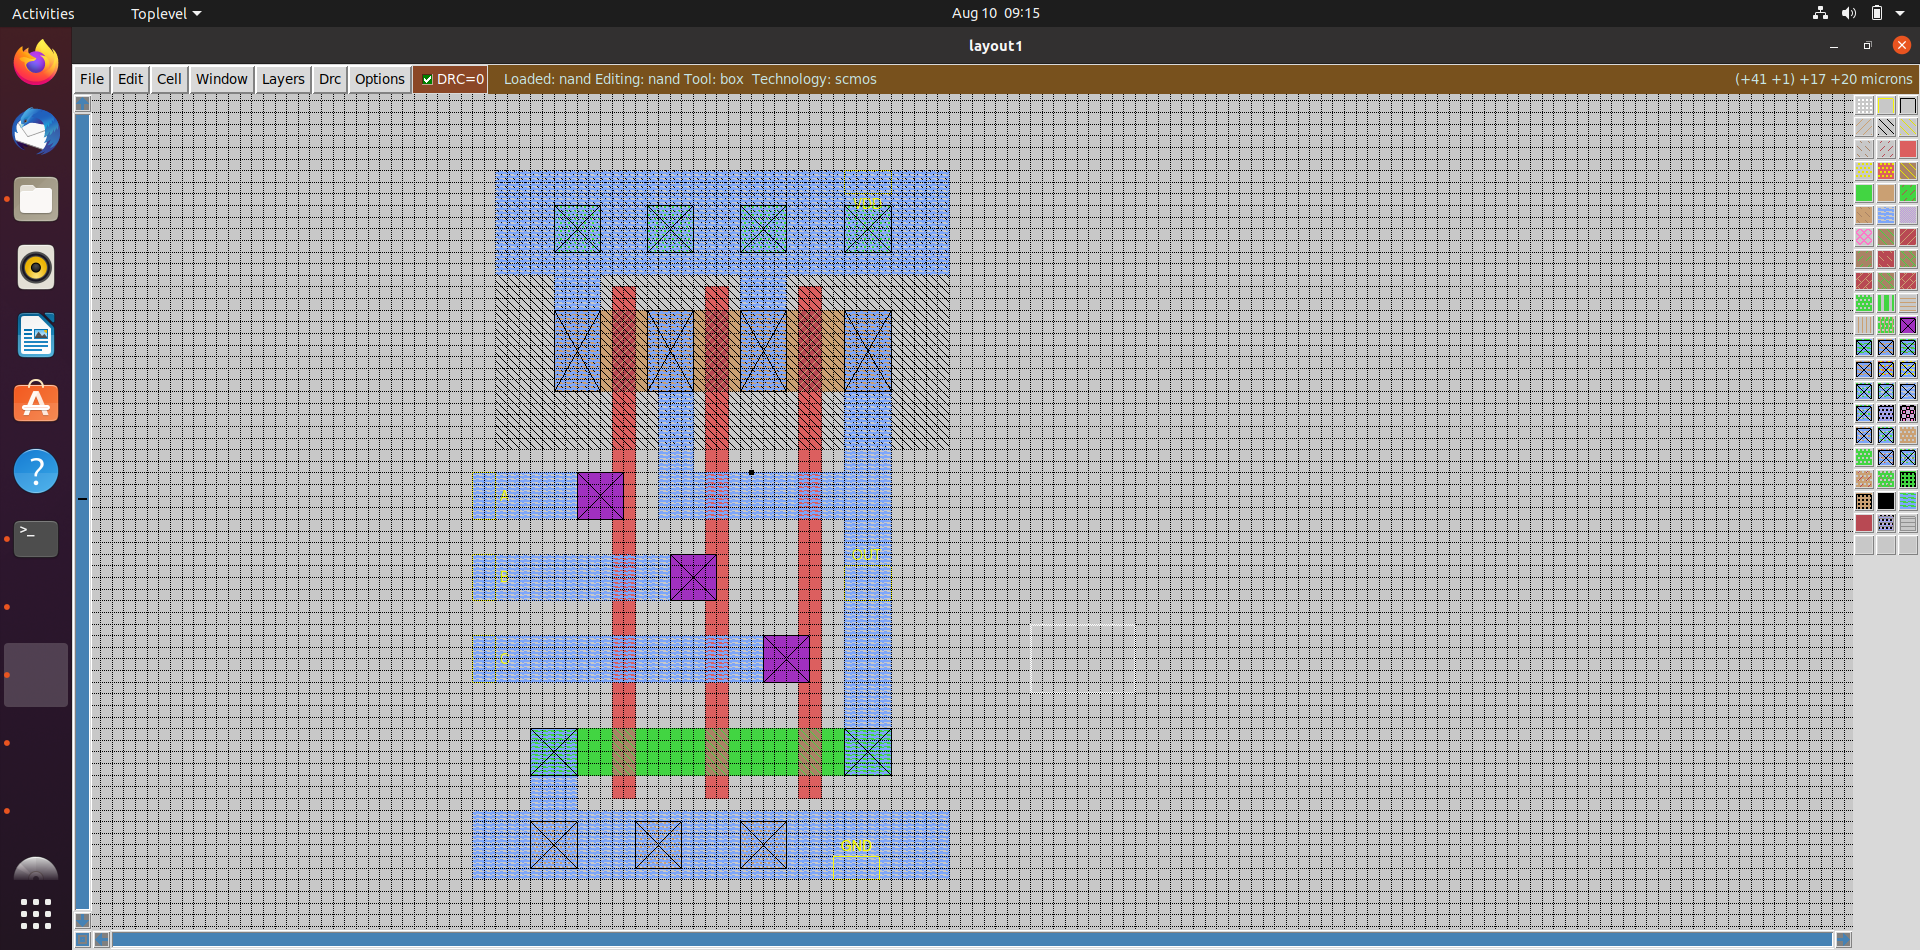 Activities Toplevel Aug 10 09:15
layout1
File Edit Cell Window Layers Drc Options DRC=0 Loaded: nand Editing: nand Tool: box Technology: scmos (+41 +1) +17 +20 microns
VDD
A
OUT
B
C
GND